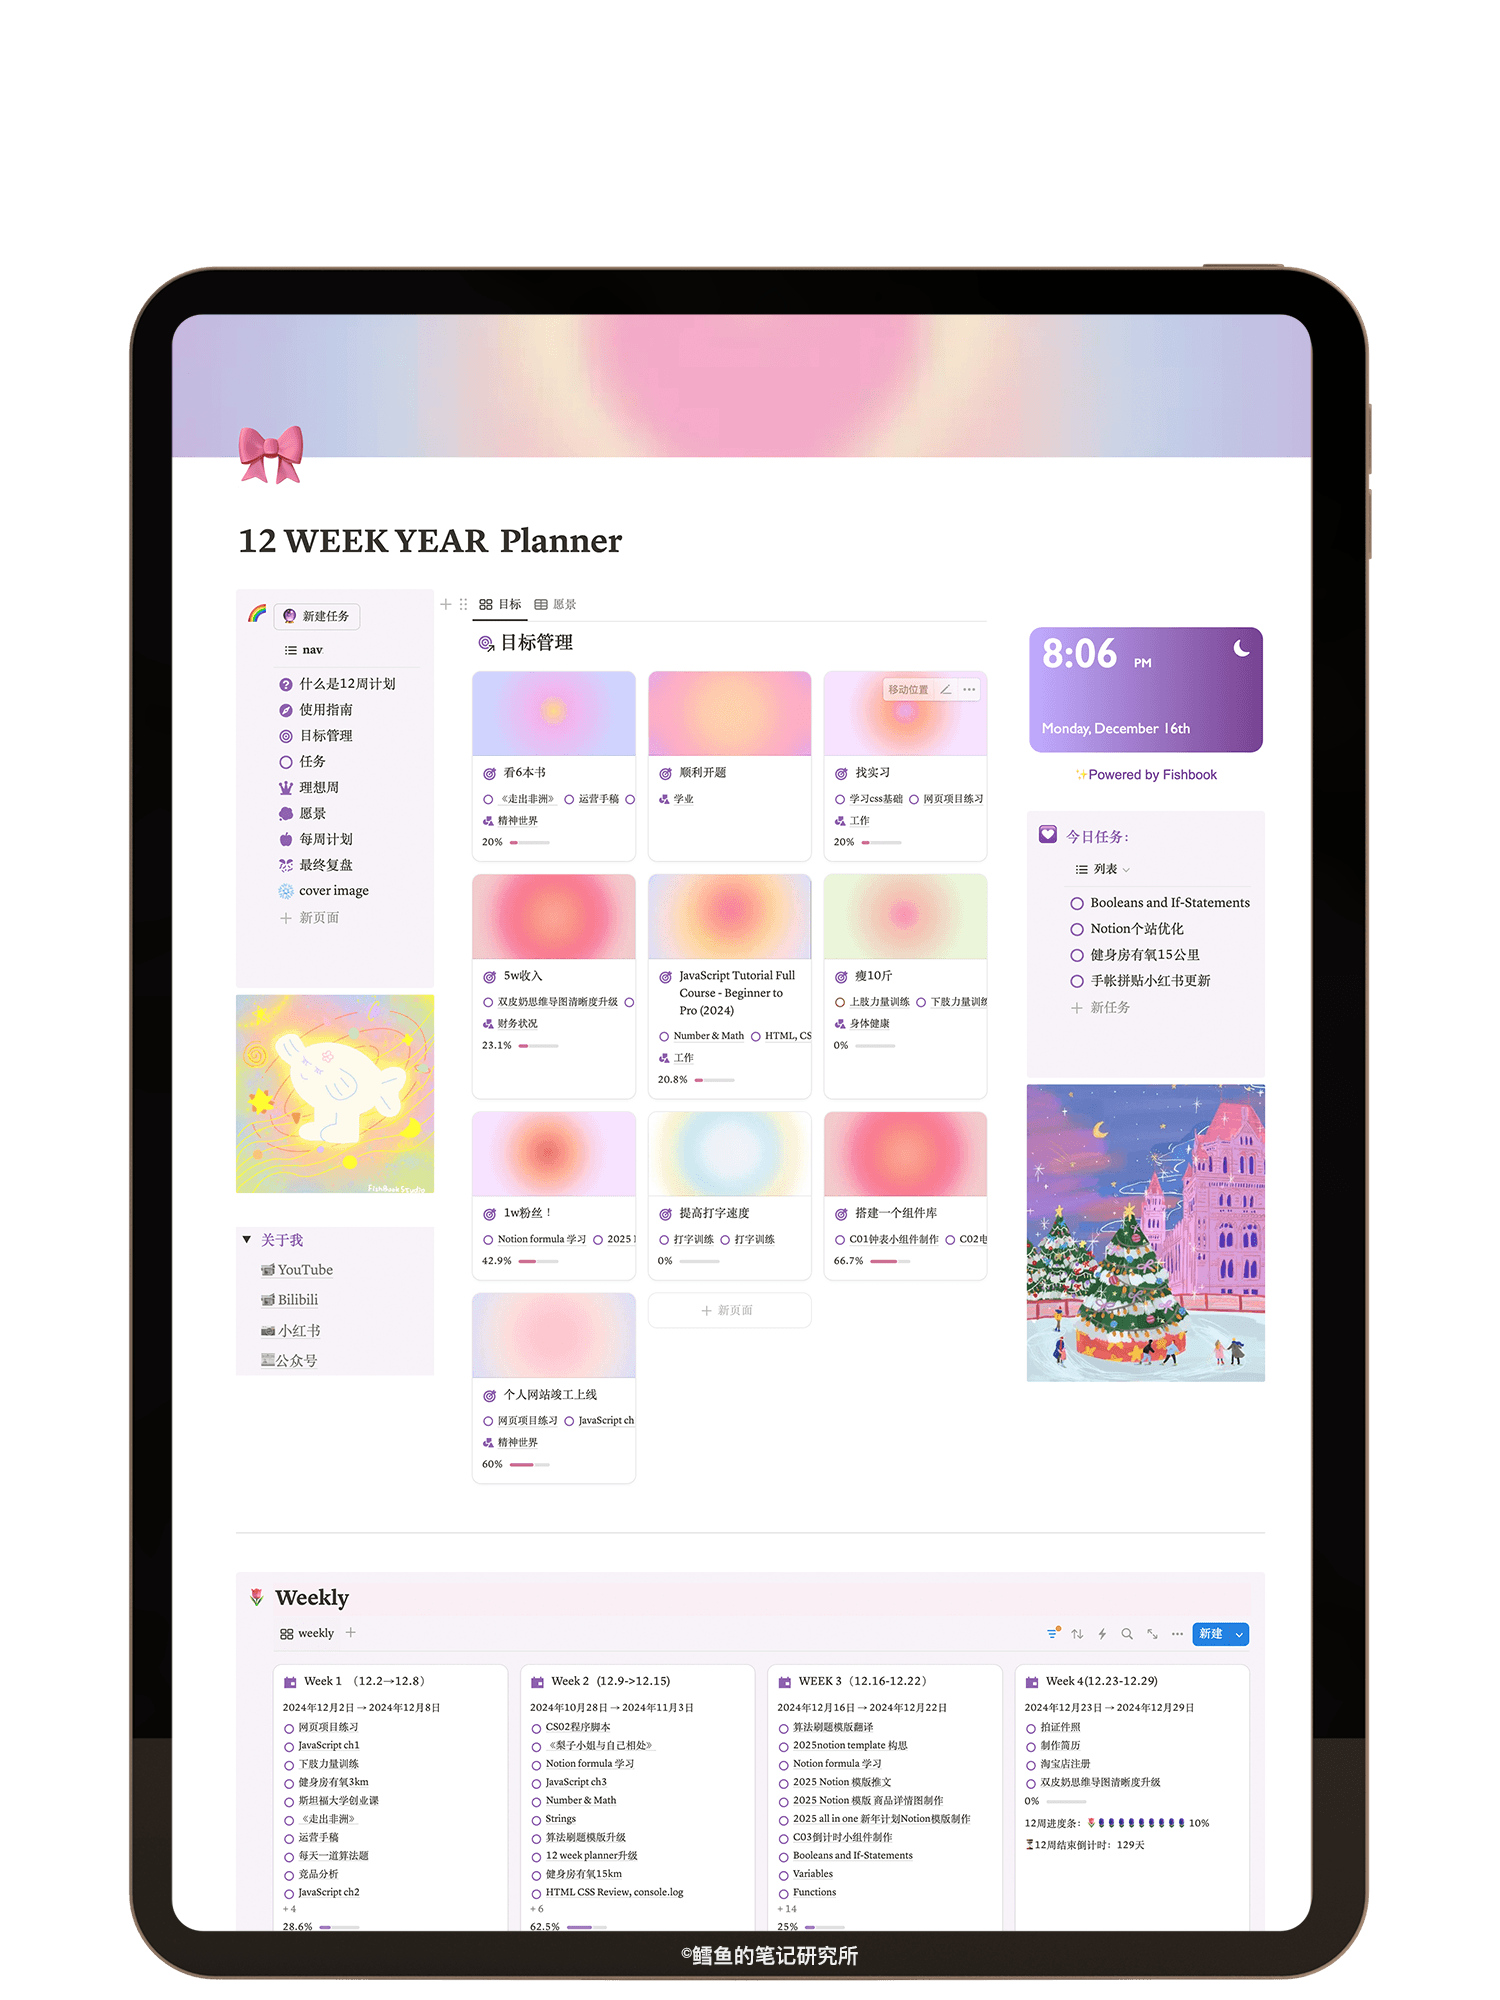 12 WEEK YEAR Planner
新建任务
nav
什么是12周计划
使用指南
目标管理
任务
理想周
愿景
每周计划
最终复盘
cover image
新页面
FishBook Studio
关于我
YouTube
Bilibili
小红书
公众号
目标 愿景
目标管理
看6本书
《走出非洲》 运营手稿
精神世界
20%
顺利开题
学业
移动位置
找实习
学习css基础 网页项目练习
工作
20%
5w收入
双皮奶思维导图清晰度升级
财务状况
23.1%
JavaScript Tutorial Full
Course - Beginner to
Pro (2024)
Number & Math HTML, CS
工作
20.8%
瘦10斤
上肢力量训练 下肢力量训练
身体健康
0%
1w粉丝！
Notion formula 学习 2025
42.9%
提高打字速度
打字训练 打字训练
0%
搭建一个组件库
C01钟表小组件制作 C02电
66.7%
个人网站竣工上线
网页项目练习 JavaScript ch
精神世界
60%
新页面
8:06 PM
Monday, December 16th
✨Powered by Fishbook
今日任务：
列表
Booleans and If-Statements
Notion个站优化
健身房有氧15公里
手帐拼贴小红书更新
新任务
Weekly
weekly
新建
Week 1 （12.2→12.8）
2024年12月2日 → 2024年12月8日
网页项目练习
JavaScript ch1
下肢力量训练
健身房有氧3km
斯坦福大学创业课
《走出非洲》
运营手稿
每天一道算法题
竞品分析
JavaScript ch2
+ 4
28.6%
Week 2 (12.9->12.15)
2024年10月28日 → 2024年11月3日
CS02程序脚本
《梨子小姐与自己相处》
Notion formula 学习
JavaScript ch3
Number & Math
Strings
算法刷题模版升级
12 week planner升级
健身房有氧15km
HTML CSS Review, console.log
+ 6
62.5%
WEEK 3（12.16-12.22）
2024年12月16日 → 2024年12月22日
算法刷题模版翻译
2025notion template 构思
Notion formula 学习
2025 Notion 模版推文
2025 Notion 模版 商品详情图制作
2025 all in one 新年计划Notion模版制作
C03倒计时小组件制作
Booleans and If-Statements
Variables
Functions
+ 14
25%
Week 4(12.23-12.29)
2024年12月23日 → 2024年12月29日
拍证件照
制作简历
淘宝店注册
双皮奶思维导图清晰度升级
0%
12周进度条： 10%
12周结束倒计时： 129天
©鳕鱼的笔记研究所